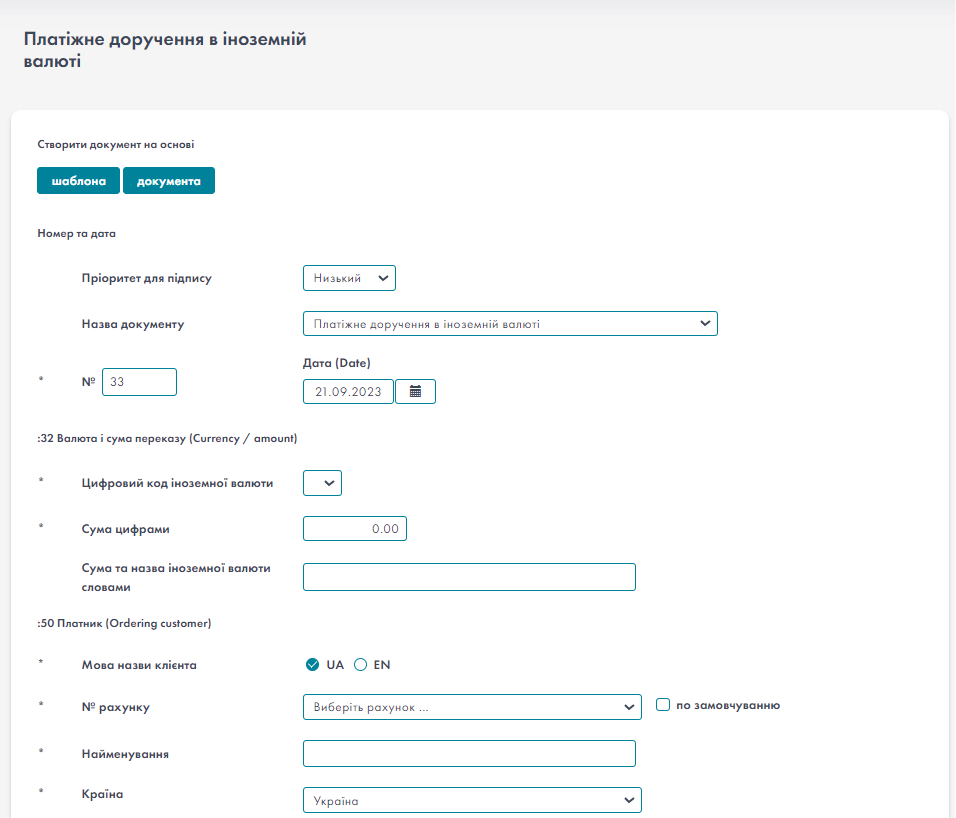 Платіжне доручення в іноземній
валюті
Створити документ на основі
шаблона документа
Номер та дата
Пріоритет для підпису Низький
Назва документу Платіжне доручення в іноземній валюті
Дата (Date)
* № 33
21.09.2023
:32 Валюта і сума переказу (Currency / amount)
* Цифровий код іноземної валюти
* Сума цифрами 0.00
Сума та назва іноземної валюти
словами
:50 Платник (Ordering customer)
* Мова назви клієнта UA EN
* № рахунку Виберіть рахунок ... по замовчуванню
* Найменування
* Країна Україна